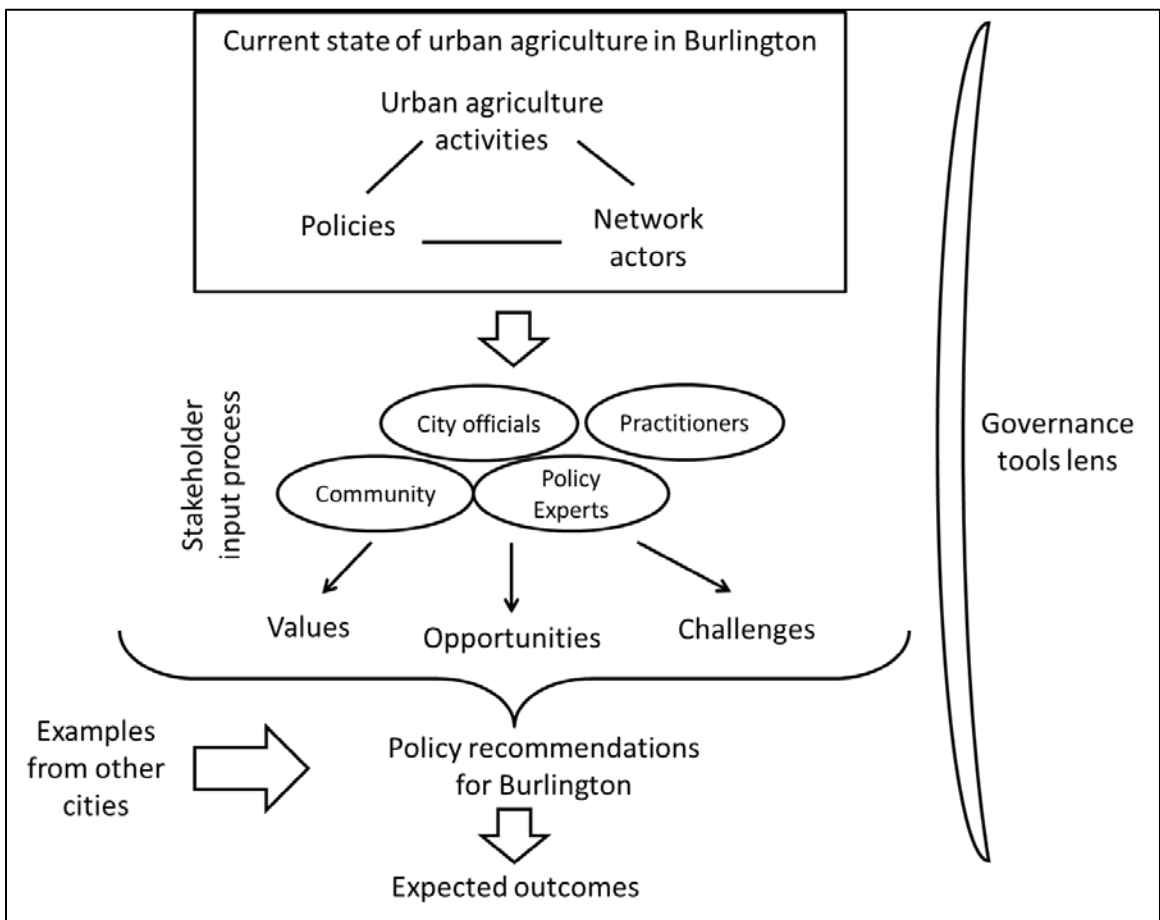 Current state of urban agriculture in Burlington
Urban agriculture
activities
Policies
Network
actors
Stakeholder
input process
City officials
Practitioners
Community
Policy
Experts
Values
Opportunities
Challenges
Governance
tools lens
Examples
from other
cities
Policy recommendations
for Burlington
Expected outcomes